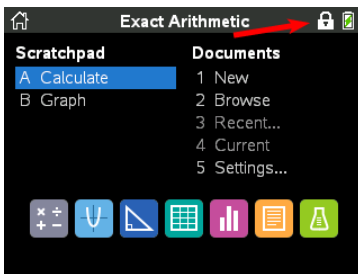 Exact Arithmetic
Scratchpad
A Calculate
B Graph
Documents
1 New
2 Browse
3 Recent...
4 Current
5 Settings...